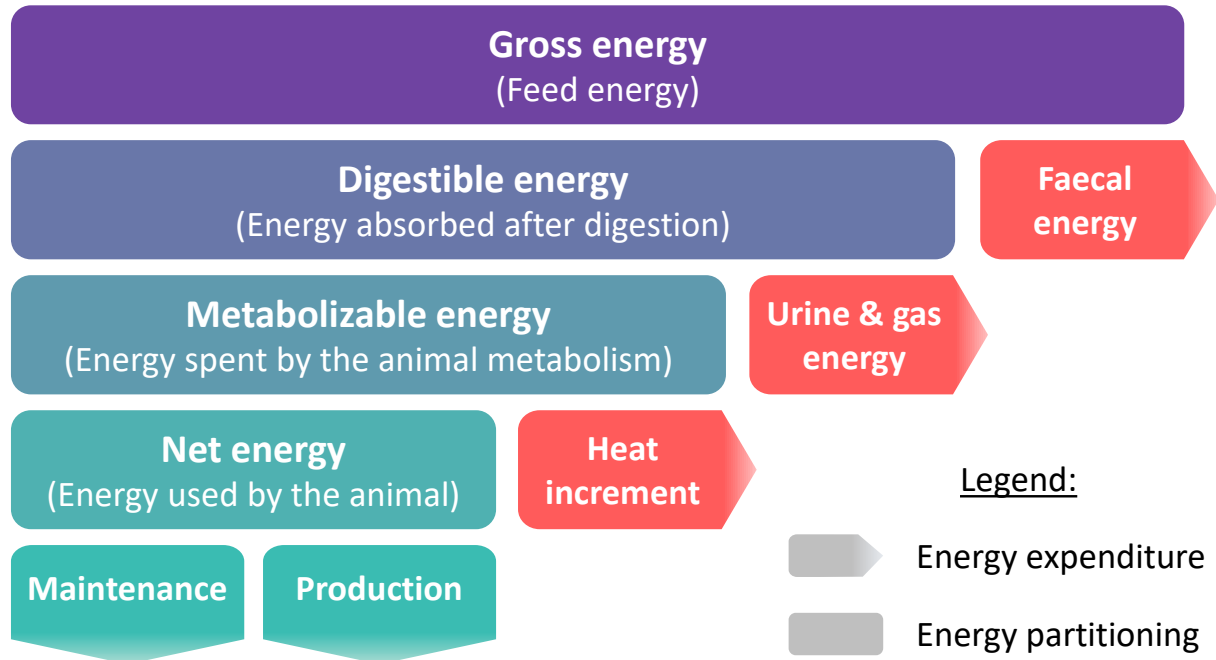 Gross energy
(Feed energy)
Digestible energy
(Energy absorbed after digestion)
Faecal
energy
Metabolizable energy
(Energy spent by the animal metabolism)
Urine & gas
energy
Net energy
(Energy used by the animal)
Heat
increment
Maintenance
Production
Legend:
Energy expenditure
Energy partitioning